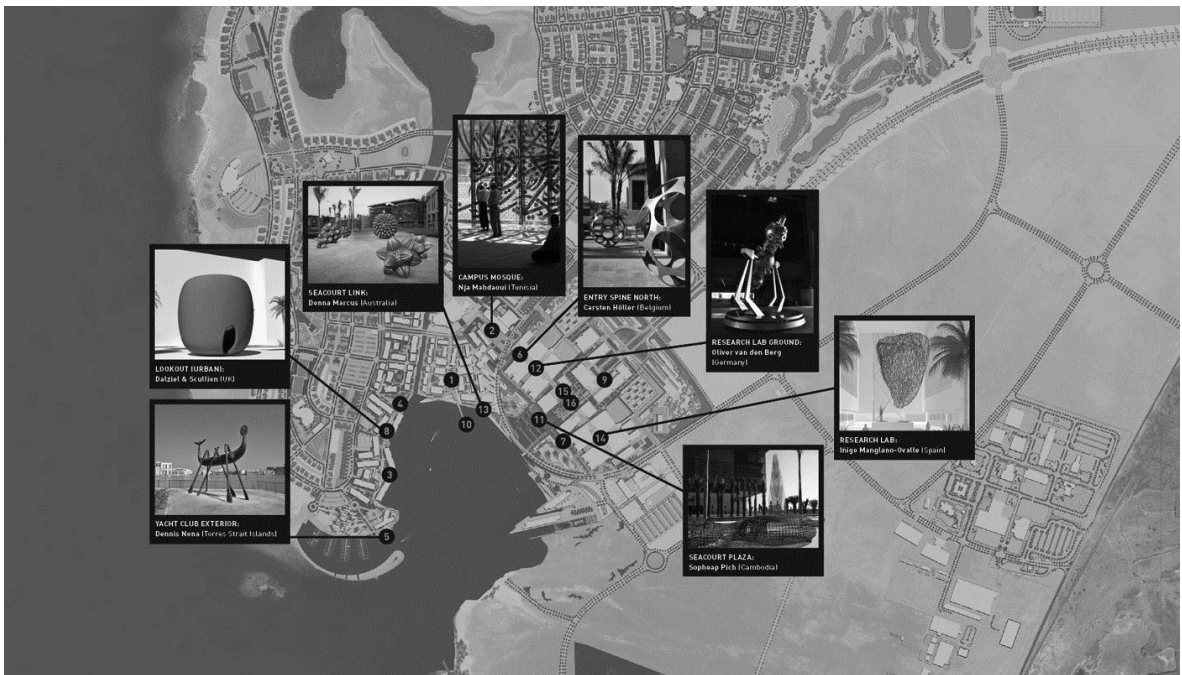 CAMPUS MOSQUE:
Nja Mahdaoui (Tunisia)
ENTRY SPINE NORTH:
Carsten Höller (Belgium)
SEACOURT LINK:
Donna Marcus (Australia)
RESEARCH LAB GROUND:
Oliver van den Berg
(Germany)
LOOKOUT (URBAN):
Dalziel & Scullion (UK)
RESEARCH LAB:
Inigo Manglano-Ovalle (Spain)
YACHT CLUB EXTERIOR:
Dennis Nona (Torres Strait Islands)
SEACOURT PLAZA:
Sopheap Pich (Cambodia)
2
6
12
1
15
9
16
4
13
10
11
8
7
14
3
5